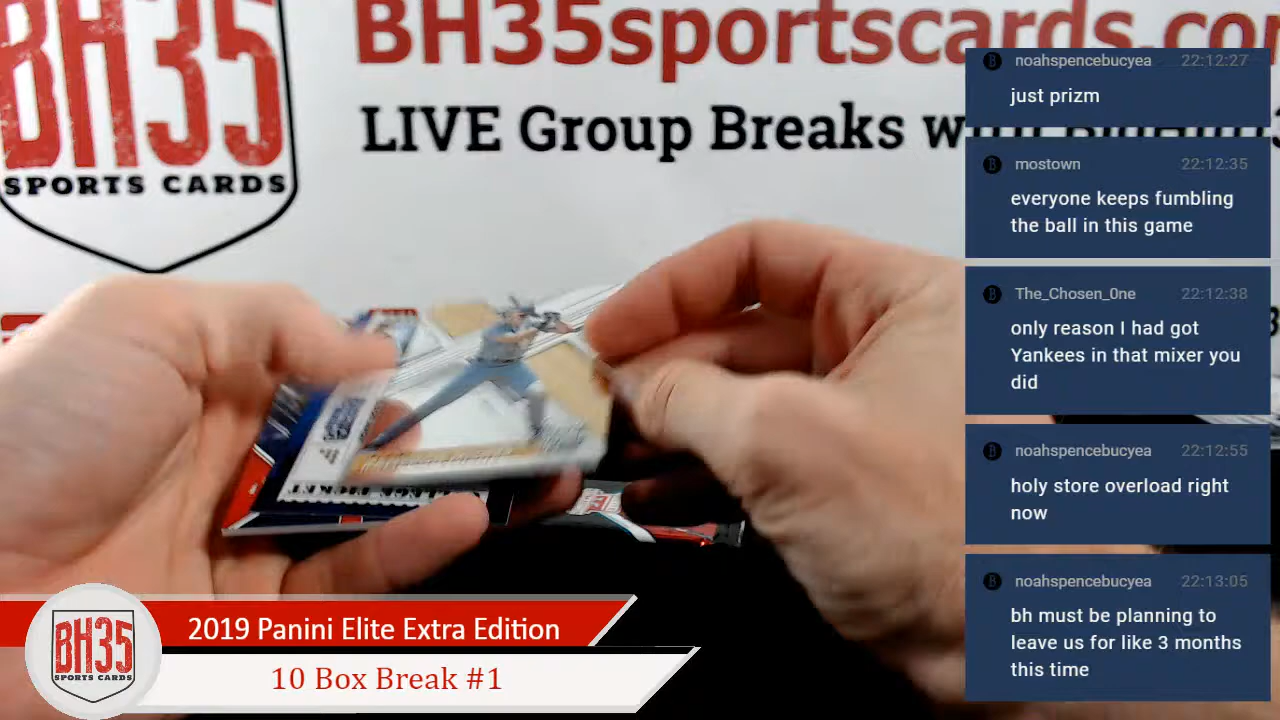 BH35
SPORTS CARDS
BH35sportscards.com
LIVE Group Breaks
noahspencebucyea 22:12:27
just prizm
mostown 22:12:35
everyone keeps fumbling
the ball in this game
The_Chosen_0ne 22:12:38
only reason I had got
Yankees in that mixer you
did
noahspencebucyea 22:12:55
holy store overload right
now
noahspencebucyea 22:13:05
bh must be planning to
leave us for like 3 months
this time
2019 Panini Elite Extra Edition
10 Box Break #1
BH35
SPORTS CARDS